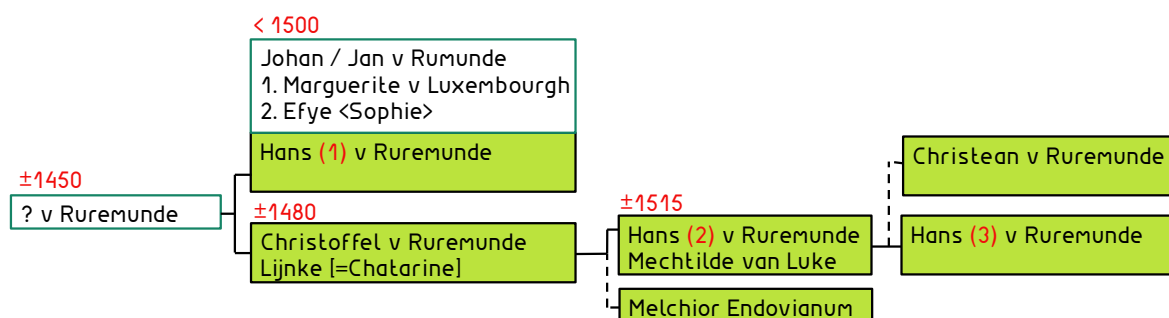 < 1500
Johan / Jan v Rumunde
1. Marguerite v Luxembourgh
2. Efye <Sophie>
Hans (1) v Ruremunde
±1450
? v Ruremunde
±1480
Christoffel v Ruremunde
Lijnke [=Chatarine]
±1515
Hans (2) v Ruremunde
Mechtilde van Luke
Melchior Endovianum
Christean v Ruremunde
Hans (3) v Ruremunde